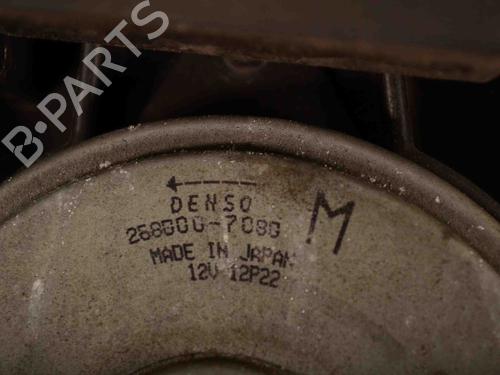 B-PARTS
DENSO
268000-7080
M
MADE IN JAPAN
12V 12P22